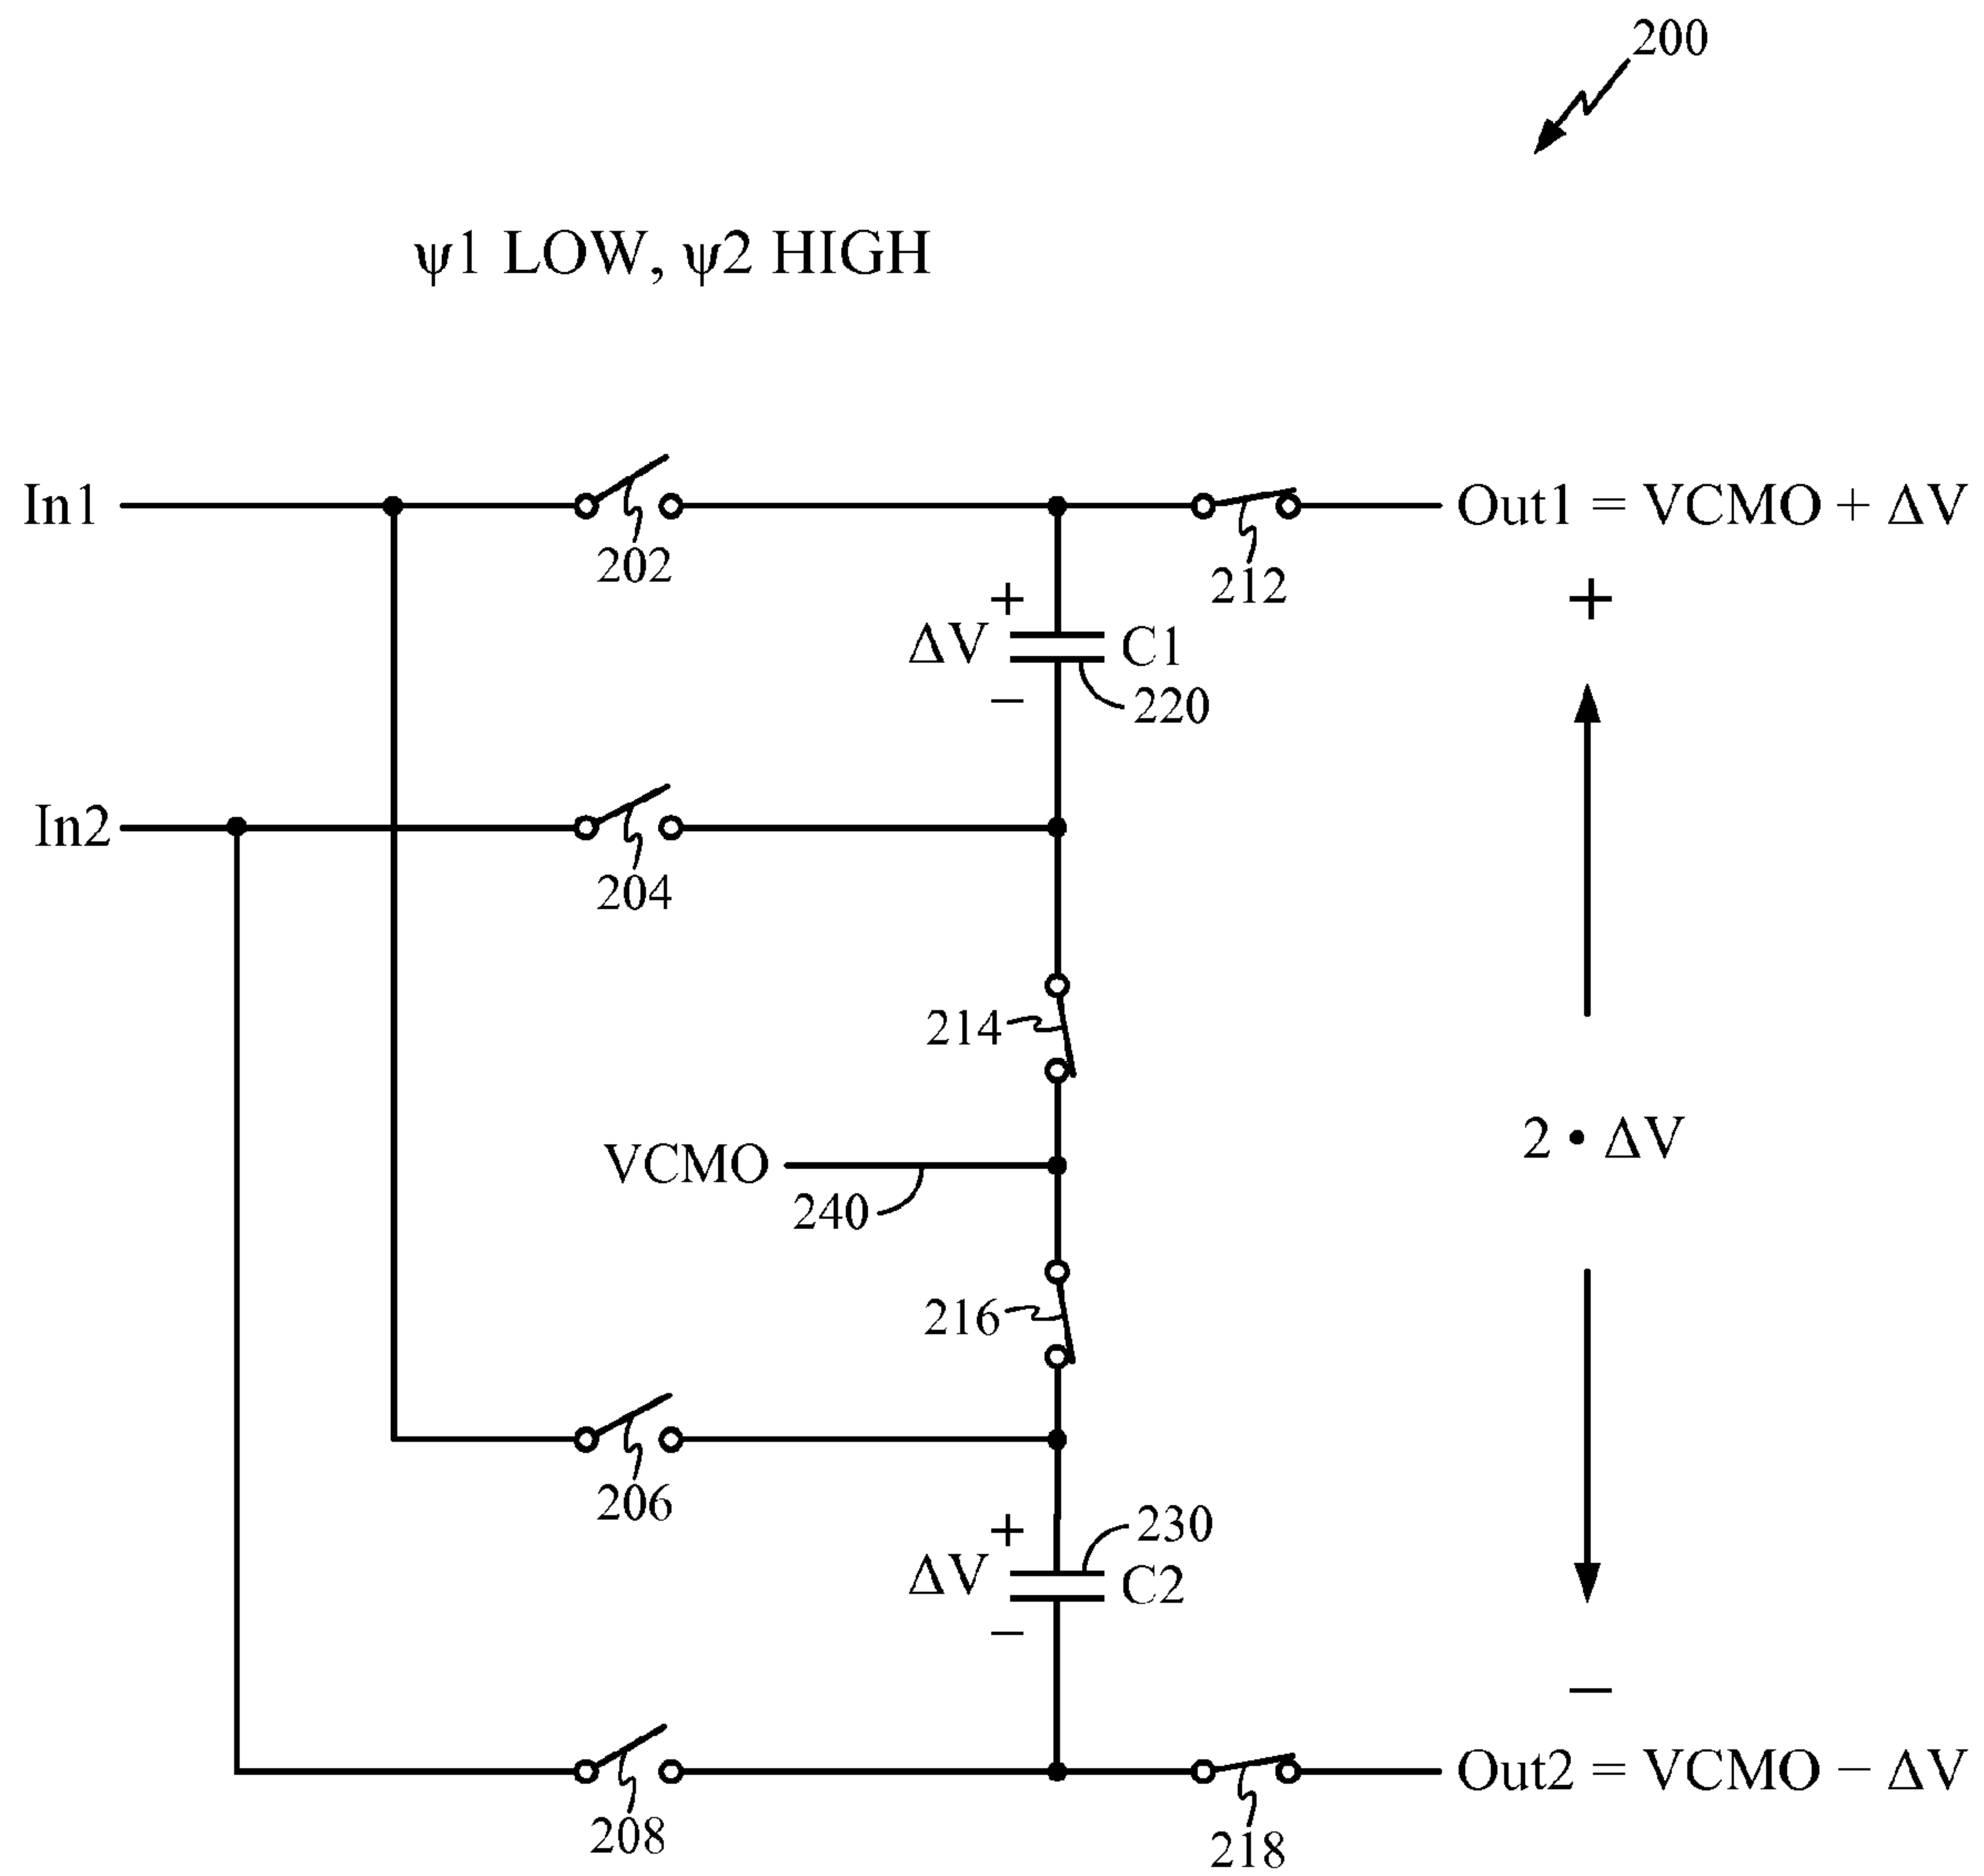 200
ψ1 LOW, ψ2 HIGH
In1
202
212
Out1 = VCMO + ΔV
+
+
ΔV
C1
220
−
In2
204
214
2 • ΔV
VCMO
240
216
206
+
230
ΔV
C2
−
−
208
218
Out2 = VCMO − ΔV